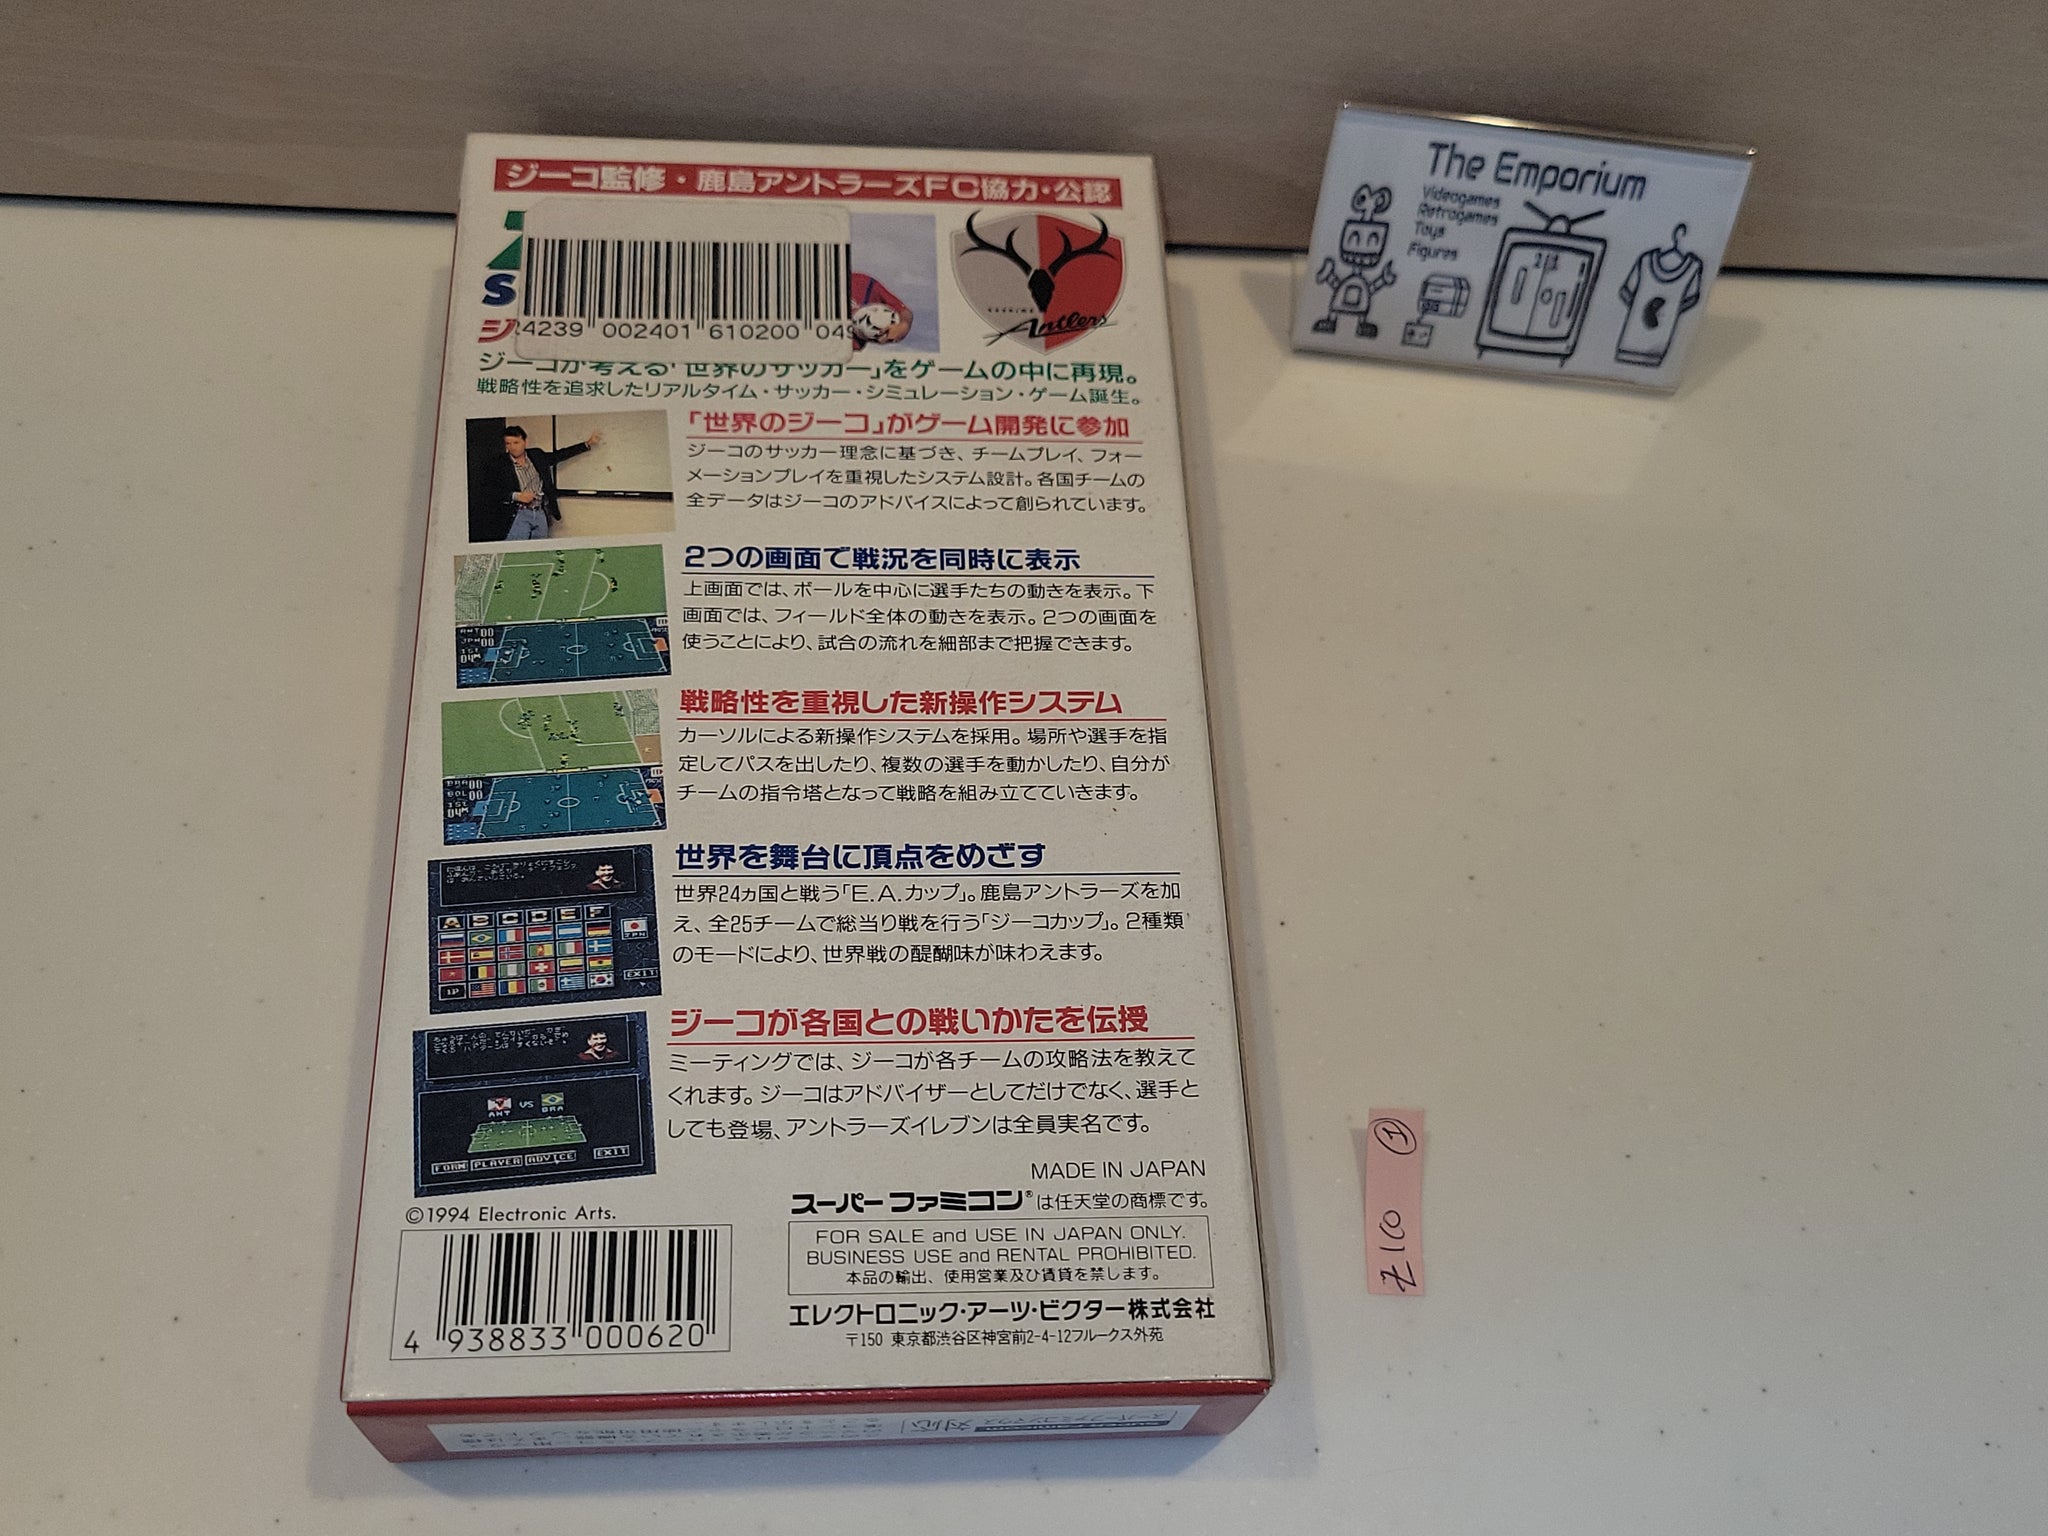 ジーコ監修・鹿島アントラーズFC協力・公認
S
ジ
4239 002401 610200 049
Antlers
ジーコが考える「世界のサッカー」をゲームの中に再現。
戦略性を追求したリアルタイム・サッカー・シミュレーション・ゲーム誕生。
「世界のジーコ」がゲーム開発に参加
ジーコのサッカー理念に基づき、チームプレイ、フォー
メーションプレイを重視したシステム設計。各国チームの
全データはジーコのアドバイスによって創られています。
2つの画面で戦況を同時に表示
上画面では、ボールを中心に選手たちの動きを表示。下
画面では、フィールド全体の動きを表示。2つの画面を
使うことにより、試合の流れを細部まで把握できます。
ANT 00
JPN 00
1ST
04M
戦略性を重視した新操作システム
カーソルによる新操作システムを採用。場所や選手を指
定してパスを出したり、複数の選手を動かしたり、自分が
チームの指令塔となって戦略を組み立てていきます。
BRA 00
BOL 00
1ST
04M
世界を舞台に頂点をめざす
世界24ヵ国と戦う「E.A.カップ」。鹿島アントラーズを加
え、全25チームで総当り戦を行う「ジーコカップ」。2種類
のモードにより、世界戦の醍醐味が味わえます。
A B C D E F
JPN
EXIT
1P
ジーコが各国との戦いかたを伝授
ミーティングでは、ジーコが各チームの攻略法を教えて
くれます。ジーコはアドバイザーとしてだけでなく、選手と
しても登場、アントラーズイレブンは全員実名です。
ANT VS BRA
FORM PLAYER ADVICE EXIT
MADE IN JAPAN
スーパーファミコン®は任天堂の商標です。
©1994 Electronic Arts.
FOR SALE and USE IN JAPAN ONLY.
BUSINESS USE and RENTAL PROHIBITED.
本品の輸出、使用営業及び賃貸を禁します。
エレクトロニック・アーツ・ビクター株式会社
〒150 東京都渋谷区神宮前2-4-12フルークス外苑
4 938833 000620
対応
The Emporium
Videogames
Retrogames
Toys
Figures
Z100 ①